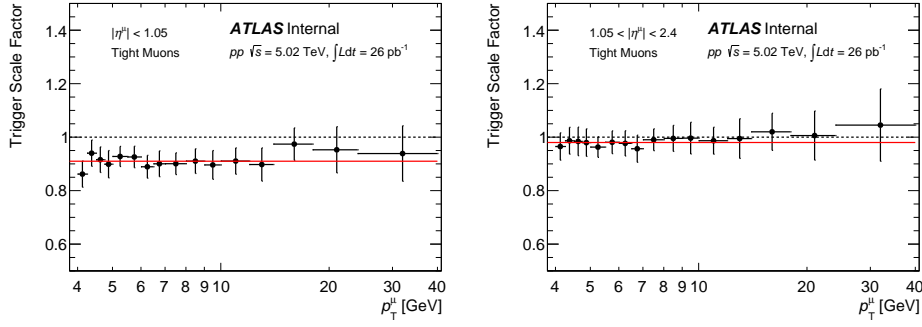 Trigger Scale Factor
1.4
1.2
1
0.8
0.6
|η^μ| < 1.05
Tight Muons
ATLAS Internal
pp √s = 5.02 TeV, ∫Ldt = 26 pb⁻¹
4 5 6 7 8 9 10 20 30 40
p_T^μ [GeV]
Trigger Scale Factor
1.4
1.2
1
0.8
0.6
1.05 < |η^μ| < 2.4
Tight Muons
ATLAS Internal
pp √s = 5.02 TeV, ∫Ldt = 26 pb⁻¹
4 5 6 7 8 9 10 20 30 40
p_T^μ [GeV]